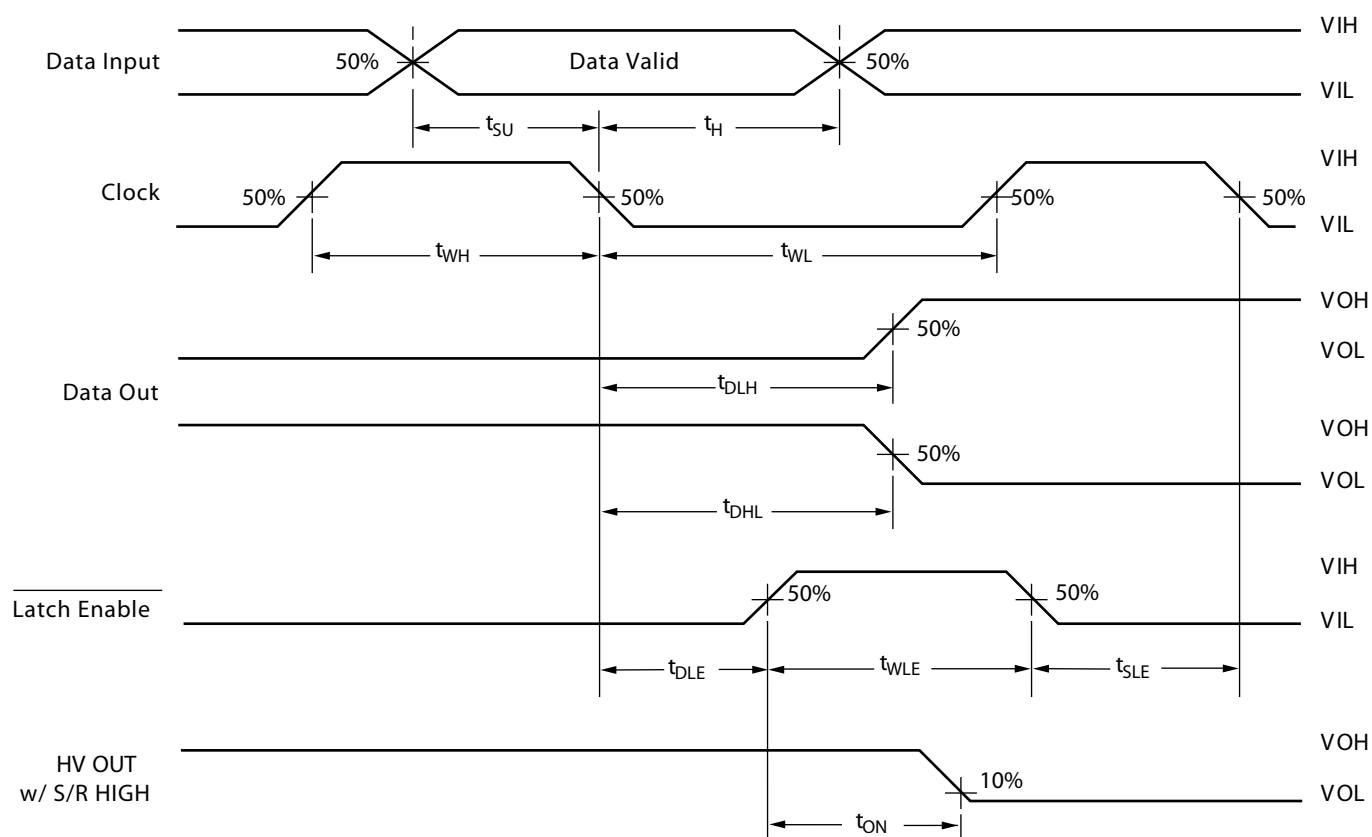 VIH
Data Input
50%
Data Valid
50%
VIL
tSU
tH
VIH
Clock
50%
50%
50%
50%
VIL
tWH
tWL
VOH
50%
VOL
tDLH
Data Out
VOH
50%
VOL
tDHL
VIH
Latch Enable
50%
50%
VIL
tDLE
tWLE
tSLE
VOH
HV OUT
w/ S/R HIGH
10%
VOL
tON